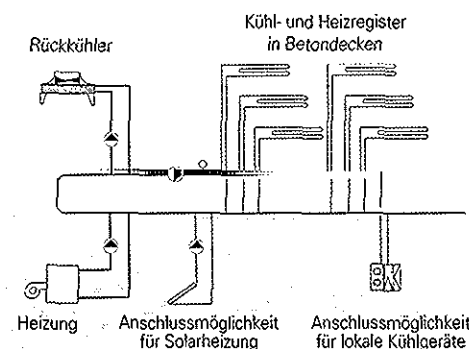 Rückkühler
Kühl- und Heizregister
in Betondecken
Heizung
Anschlussmöglichkeit
für Solarheizung
Anschlussmöglichkeit
für lokale Kühlgeräte